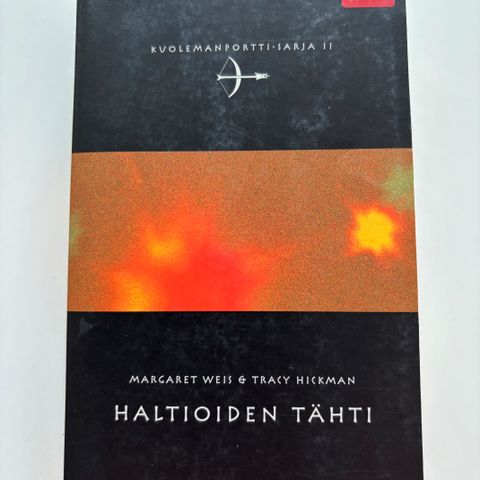 KUOLEMANPORTTI-SARJA II
MARGARET WEIS & TRACY HICKMAN
HALTIOIDEN TÄHTI